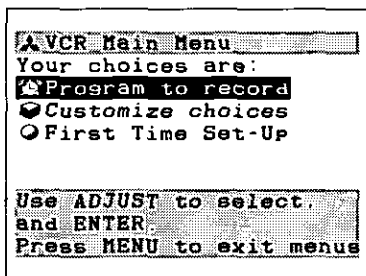 VCR Main Menu
Your choices are:
Program to record
Customize choices
First Time Set-Up
Use ADJUST to select,
and ENTER.
Press MENU to exit menus